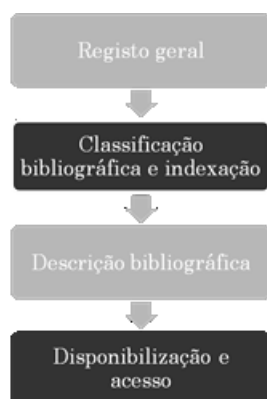 Registo geral
Classificação
bibliográfica e indexação
Descrição bibliográfica
Disponibilização e
acesso